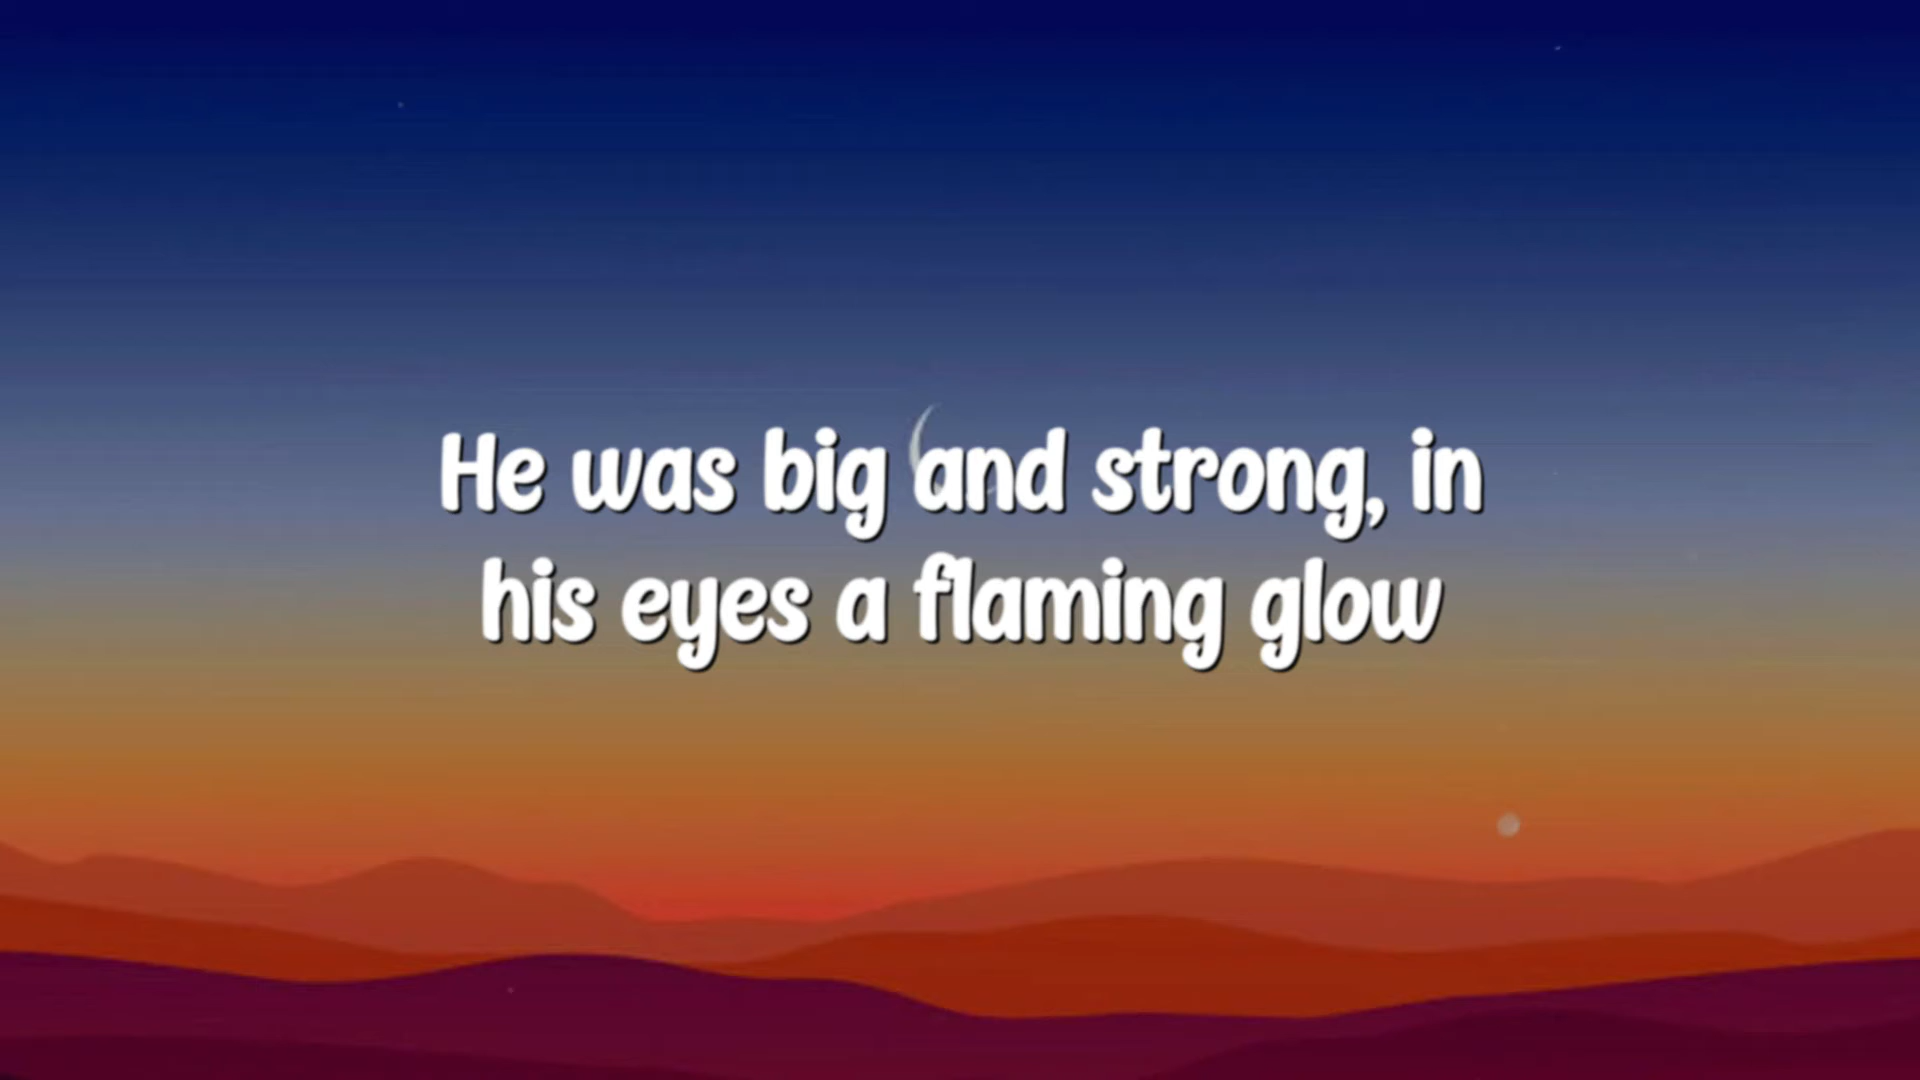 He was big and strong, in
his eyes a flaming glow